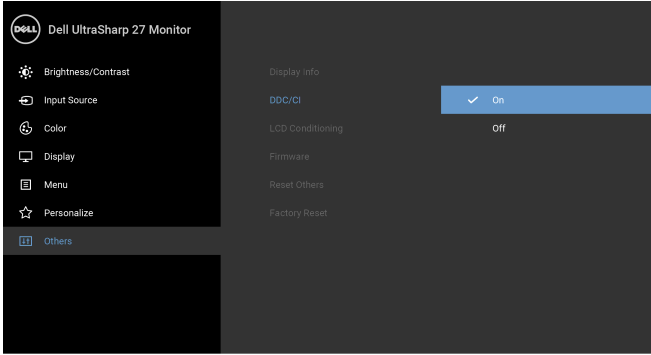 DELL
Dell UltraSharp 27 Monitor
Brightness/Contrast
Display Info
Input Source
DDC/CI
On
Color
LCD Conditioning
Off
Display
Firmware
Menu
Reset Others
Personalize
Factory Reset
Others